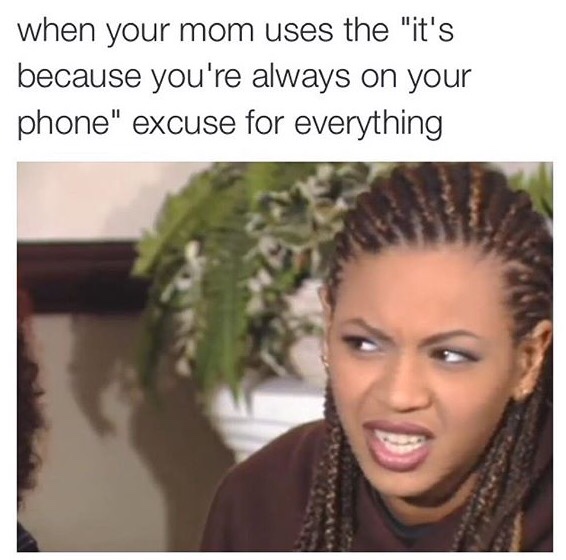 when your mom uses the "it's
because you're always on your
phone" excuse for everything